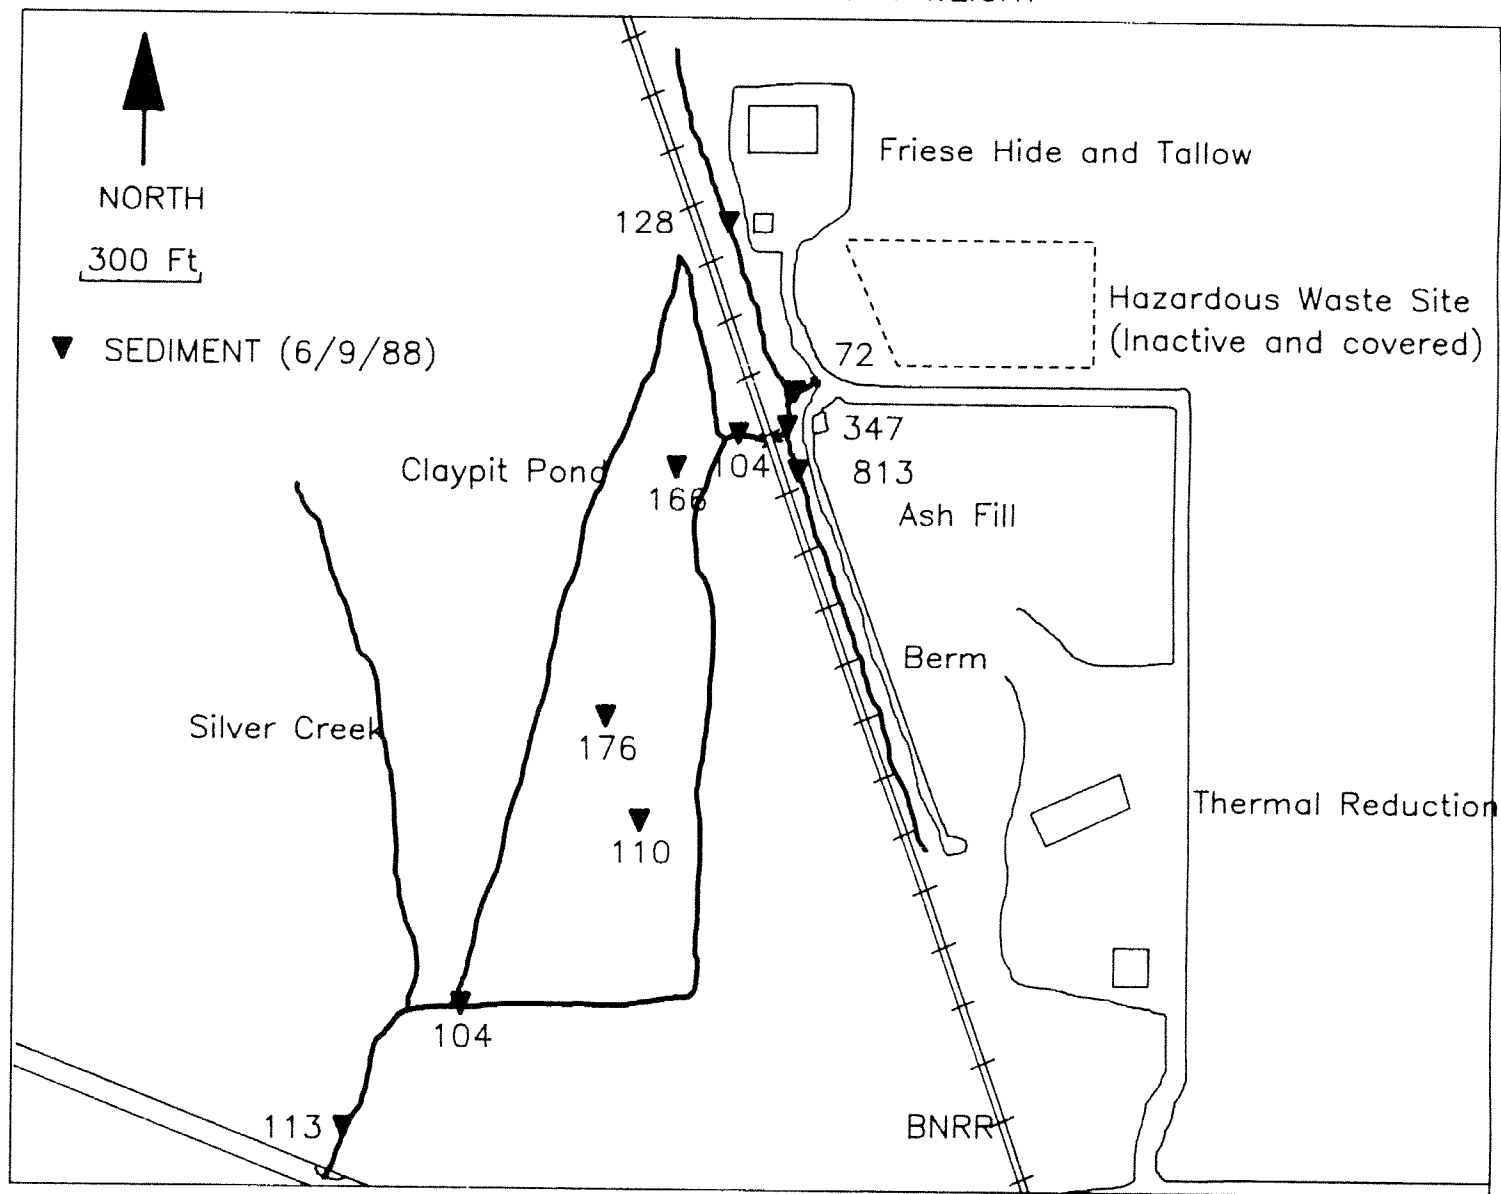 Friese Hide and Tallow
NORTH
128
300 Ft
Hazardous Waste Site
(Inactive and covered)
SEDIMENT (6/9/88)
72
347
104
813
Claypit Pond
166
Ash Fill
Berm
Silver Creek
176
Thermal Reduction
110
104
113
BNRR